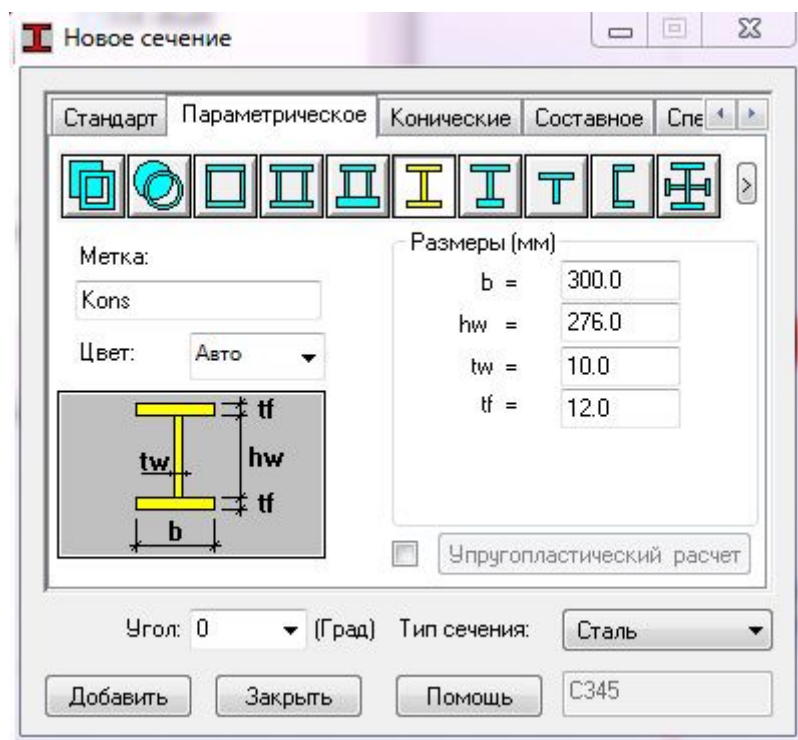 Новое сечение
Стандарт Параметрическое Конические Составное Спе
Метка:
Kons
Цвет: Авто
tf
tw hw
tf
b
Размеры (мм)
b = 300.0
hw = 276.0
tw = 10.0
tf = 12.0
Упругопластический расчет
Угол: 0 (Град) Тип сечения: Сталь
Добавить Закрыть Помощь C345